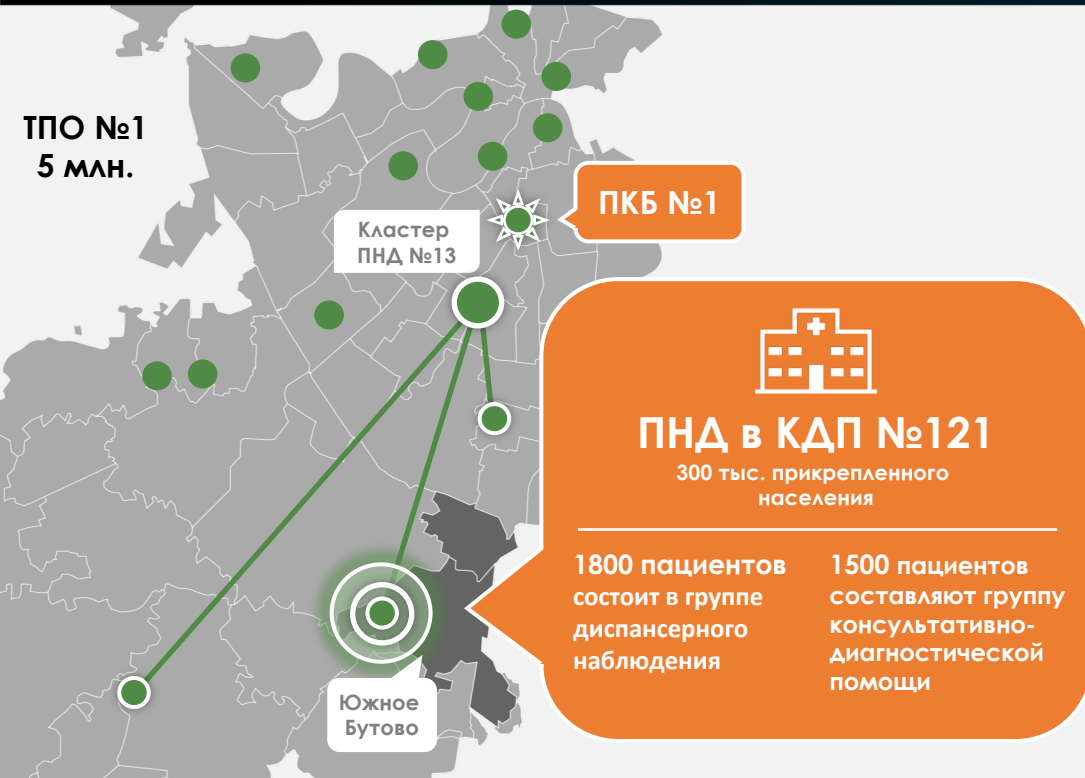 ТПО №1
5 млн.
ПКБ №1
Кластер
ПНД №13
ПНД в КДП №121
300 тыс. прикрепленного
населения
1800 пациентов
состоит в группе
диспансерного
наблюдения
1500 пациентов
составляют группу
консультативно-
диагностической
помощи
Южное
Бутово